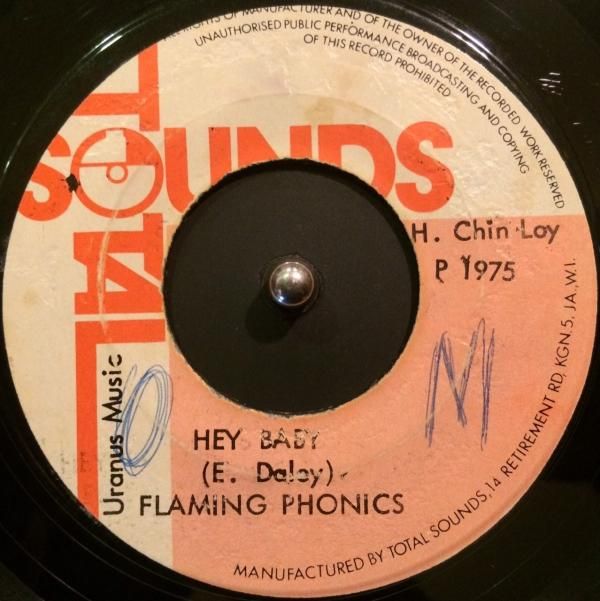 RIGHTS OF MANUFACTURER AND OF THE OWNER OF THE RECORDED WORK RESERVED
UNAUTHORISED PUBLIC PERFORMANCE BROADCASTING AND COPYING
OF THIS RECORD PROHIBITED
TOTAL
SOUNDS
H. Chin Loy
P 1975
Uranus Music
M
HEY BABY
(E. Daley)
FLAMING PHONICS
MANUFACTURED BY TOTAL SOUNDS, 14 RETIREMENT RD, KGN. 5, JA., W.I.